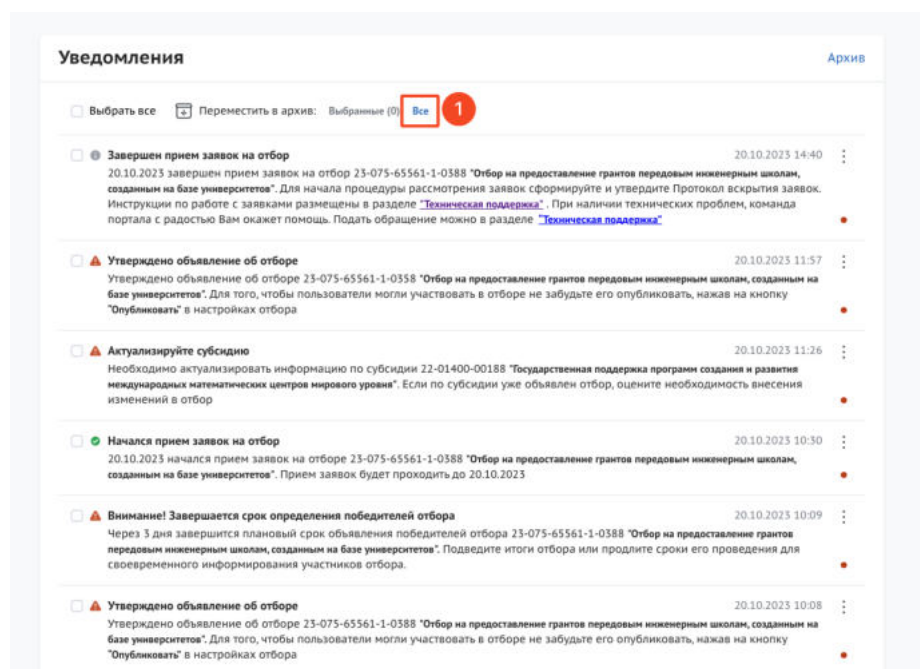 Уведомления
Архив
Выбрать все Переместить в архив: Выбранные (0) Все 1
Завершен прием заявок на отбор 20.10.2023 14:40
20.10.2023 завершен прием заявок на отбор 23-075-65561-1-0388 "Отбор на предоставление грантов передовым инженерным школам,
созданным на базе университетов". Для начала процедуры рассмотрения заявок сформируйте и утвердите Протокол вскрытия заявок.
Инструкции по работе с заявками размещены в разделе "Техническая поддержка" . При наличии технических проблем, команда
портала с радостью Вам окажет помощь. Подать обращение можно в разделе "Техническая поддержка"
Утверждено объявление об отборе 20.10.2023 11:57
Утверждено объявление об отборе 23-075-65561-1-0358 "Отбор на предоставление грантов передовым инженерным школам, созданным на
базе университетов". Для того, чтобы пользователи могли участвовать в отборе не забудьте его опубликовать, нажав на кнопку
"Опубликовать" в настройках отбора
Актуализируйте субсидию 20.10.2023 11:26
Необходимо актуализировать информацию по субсидии 22-01400-00188 "Государственная поддержка программ создания и развития
международных математических центров мирового уровня". Если по субсидии уже объявлен отбор, оцените необходимость внесения
изменений в отбор
Начался прием заявок на отбор 20.10.2023 10:30
20.10.2023 начался прием заявок на отборе 23-075-65561-1-0388 "Отбор на предоставление грантов передовым инженерным школам,
созданным на базе университетов". Прием заявок будет проходить до 20.10.2023
Внимание! Завершается срок определения победителей отбора 20.10.2023 10:09
Через 3 дня завершится плановый срок объявления победителей отбора 23-075-65561-1-0388 "Отбор на предоставление грантов
передовым инженерным школам, созданным на базе университетов". Подведите итоги отбора или продлите сроки его проведения для
своевременного информирования участников отбора.
Утверждено объявление об отборе 20.10.2023 10:08
Утверждено объявление об отборе 23-075-65561-1-0388 "Отбор на предоставление грантов передовым инженерным школам, созданным на
базе университетов". Для того, чтобы пользователи могли участвовать в отборе не забудьте его опубликовать, нажав на кнопку
"Опубликовать" в настройках отбора